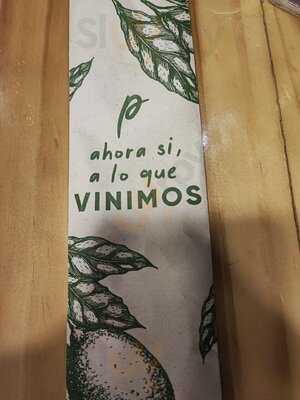 P
ahora si,
a lo que
VINIMOS